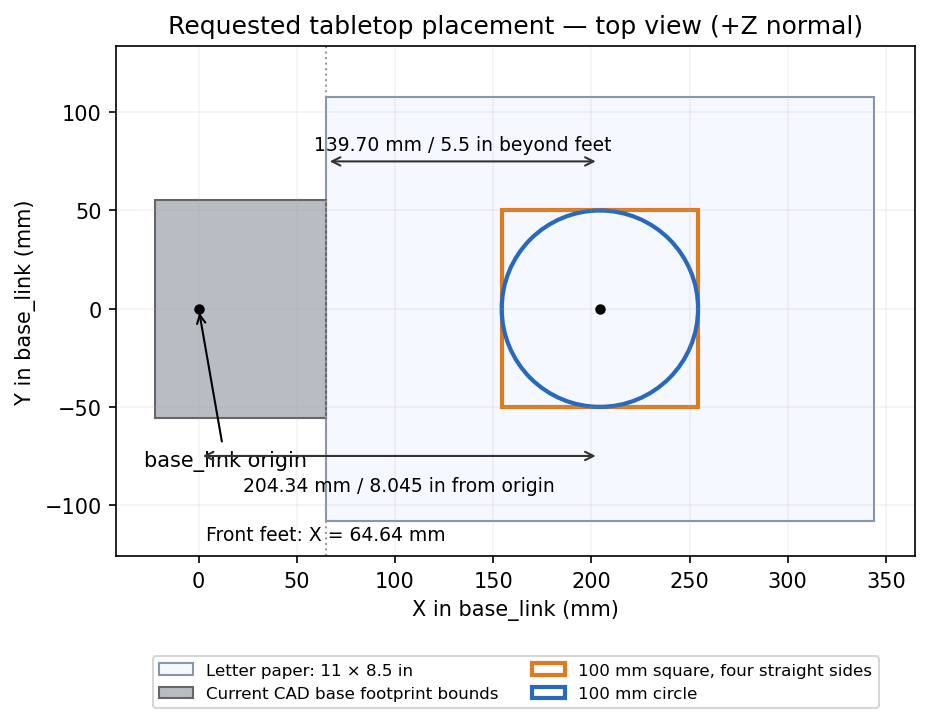 Requested tabletop placement — top view (+Z normal)
100
50
0
−50
−100
Y in base_link (mm)
139.70 mm / 5.5 in beyond feet
base_link origin
204.34 mm / 8.045 in from origin
Front feet: X = 64.64 mm
0 50 100 150 200 250 300 350
X in base_link (mm)
Letter paper: 11 × 8.5 in
Current CAD base footprint bounds
100 mm square, four straight sides
100 mm circle